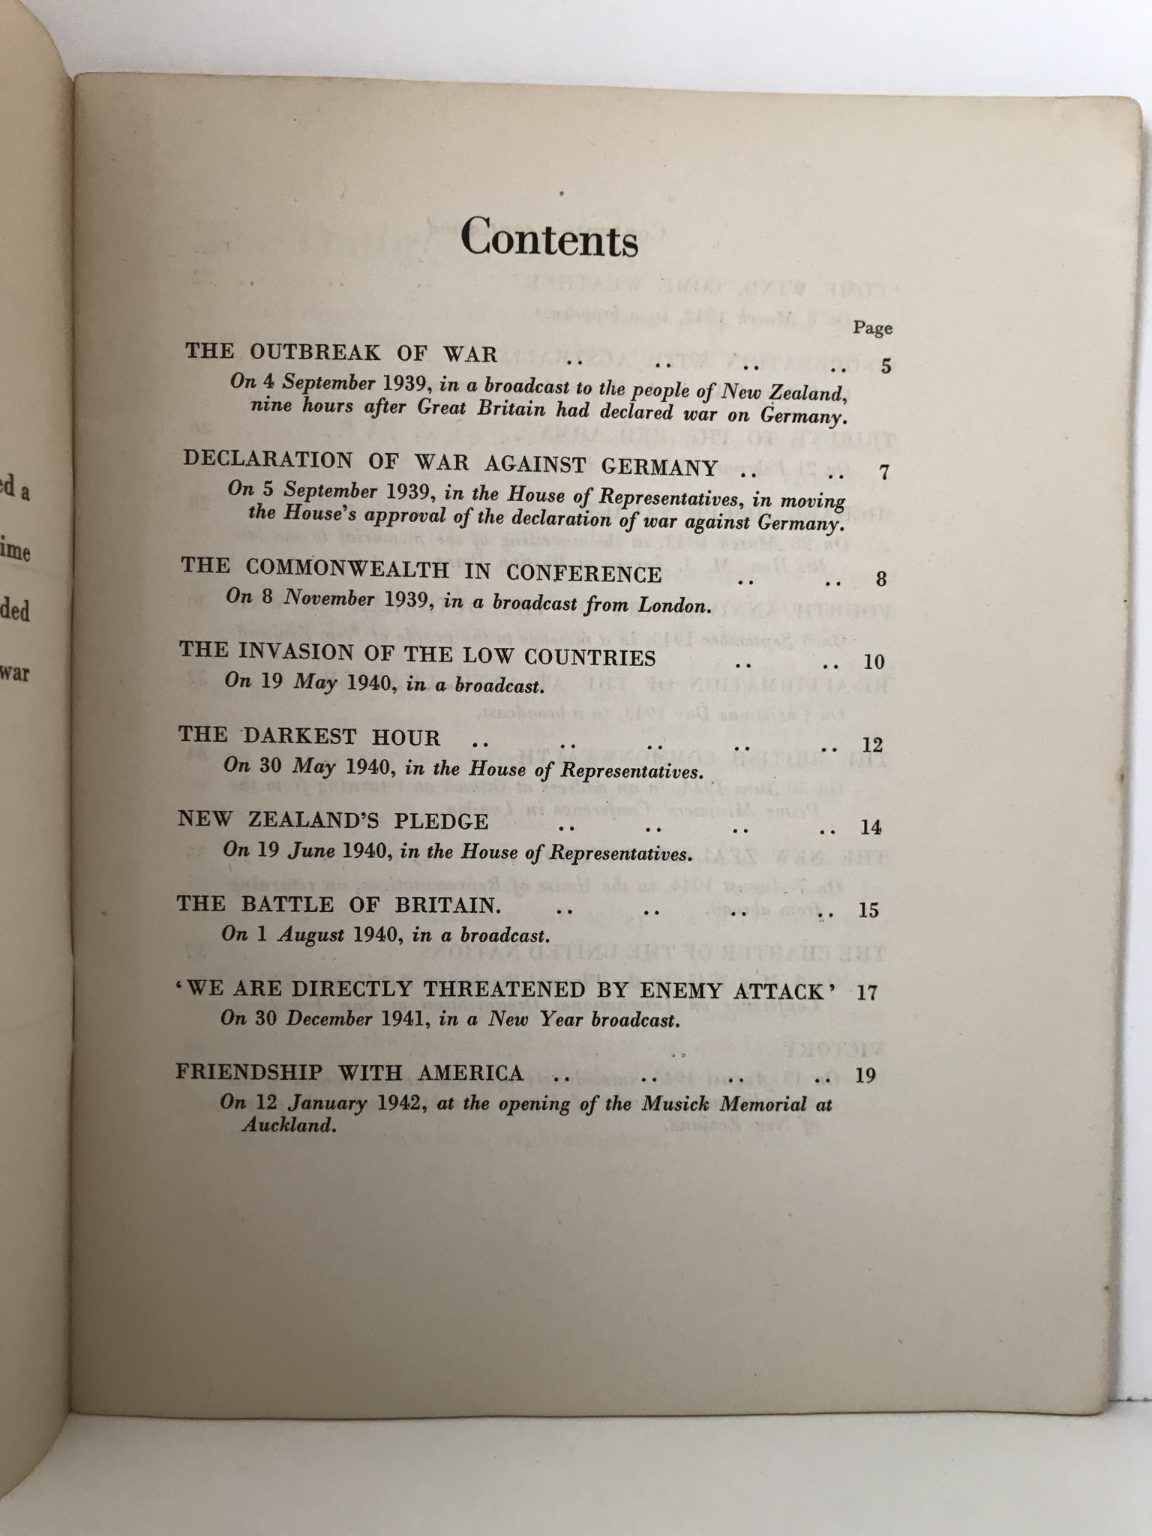 ed a
ime
ded
war
Contents
Page
THE OUTBREAK OF WAR .. .. .. .. 5
On 4 September 1939, in a broadcast to the people of New Zealand,
nine hours after Great Britain had declared war on Germany.
DECLARATION OF WAR AGAINST GERMANY .. .. 7
On 5 September 1939, in the House of Representatives, in moving
the House's approval of the declaration of war against Germany.
THE COMMONWEALTH IN CONFERENCE .. .. 8
On 8 November 1939, in a broadcast from London.
THE INVASION OF THE LOW COUNTRIES .. .. 10
On 19 May 1940, in a broadcast.
THE DARKEST HOUR .. .. .. .. .. 12
On 30 May 1940, in the House of Representatives.
NEW ZEALAND'S PLEDGE .. .. .. .. 14
On 19 June 1940, in the House of Representatives.
THE BATTLE OF BRITAIN. .. .. .. .. 15
On 1 August 1940, in a broadcast.
‘WE ARE DIRECTLY THREATENED BY ENEMY ATTACK’ 17
On 30 December 1941, in a New Year broadcast.
FRIENDSHIP WITH AMERICA .. .. .. .. 19
On 12 January 1942, at the opening of the Musick Memorial at
Auckland.